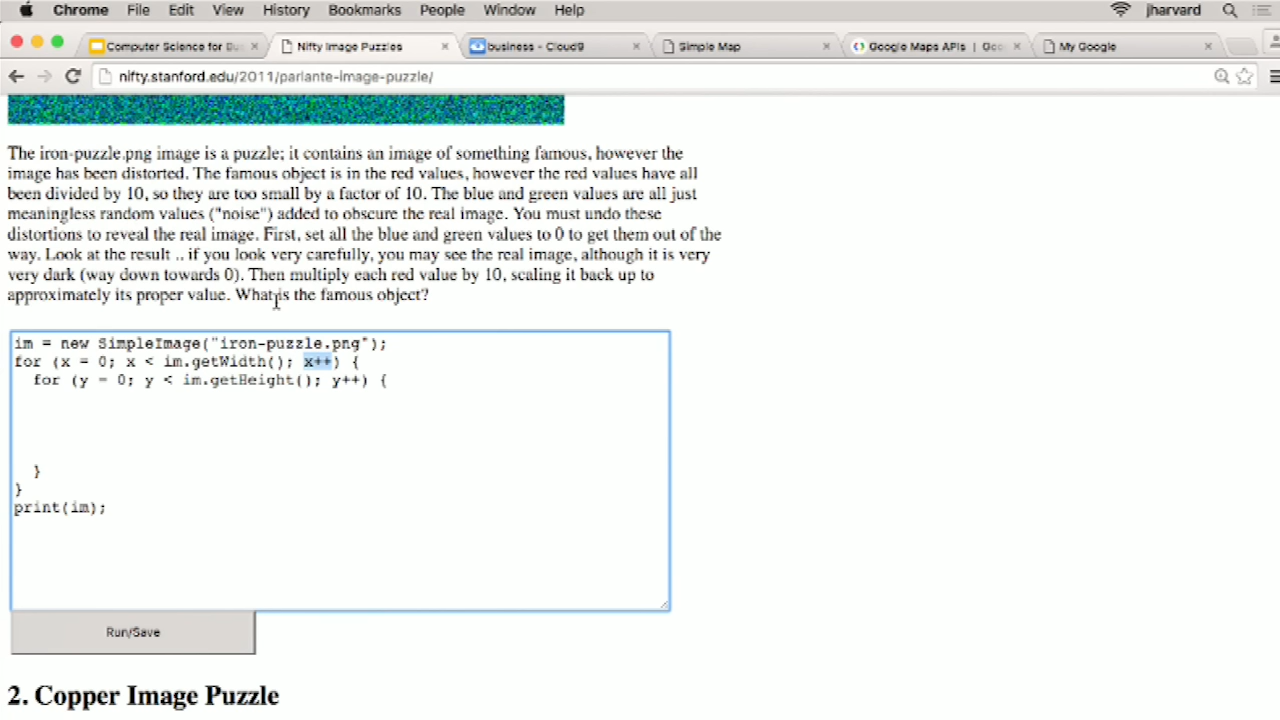 Chrome File Edit View History Bookmarks People Window Help jharvard
Computer Science for Bus Nifty Image Puzzles business - Cloud9 Simple Map Google Maps APIs | Goo My Google
nifty.stanford.edu/2011/parlante-image-puzzle/
The iron-puzzle.png image is a puzzle; it contains an image of something famous, however the
image has been distorted. The famous object is in the red values, however the red values have all
been divided by 10, so they are too small by a factor of 10. The blue and green values are all just
meaningless random values ("noise") added to obscure the real image. You must undo these
distortions to reveal the real image. First, set all the blue and green values to 0 to get them out of the
way. Look at the result .. if you look very carefully, you may see the real image, although it is very
very dark (way down towards 0). Then multiply each red value by 10, scaling it back up to
approximately its proper value. What is the famous object?
im = new SimpleImage("iron-puzzle.png");
for (x = 0; x < im.getWidth(); x++) {
for (y = 0; y < im.getHeight(); y++) {
}
}
print(im);
Run/Save
2. Copper Image Puzzle